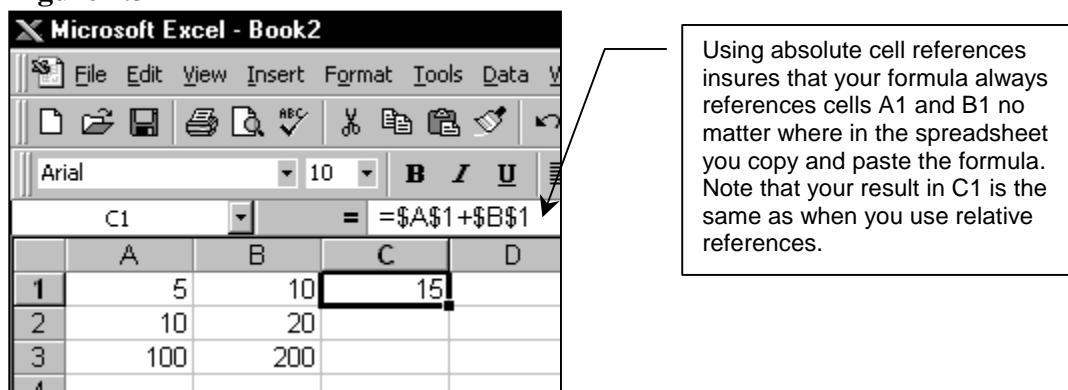 Microsoft Excel - Book2
File Edit View Insert Format Tools Data
ABC
Arial 10 B I U
C1 = =$A$1+$B$1
A B C D
1 5 10 15
2 10 20
3 100 200
4
Using absolute cell references
insures that your formula always
references cells A1 and B1 no
matter where in the spreadsheet
you copy and paste the formula.
Note that your result in C1 is the
same as when you use relative
references.